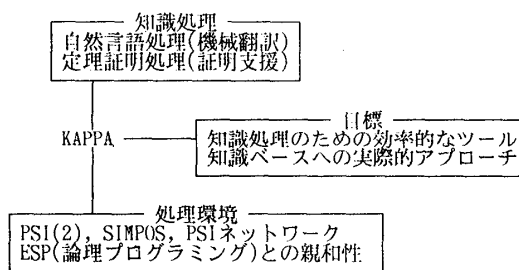 知識処理
自然言語処理(機械翻訳)
定理証明処理(証明支援)
目標
KAPPA
知識処理のための効率的なツール
知識ベースへの実際的アプローチ
処理環境
PSI(2), SIMPOS, PSIネットワーク
ESP(論理プログラミング)との親和性